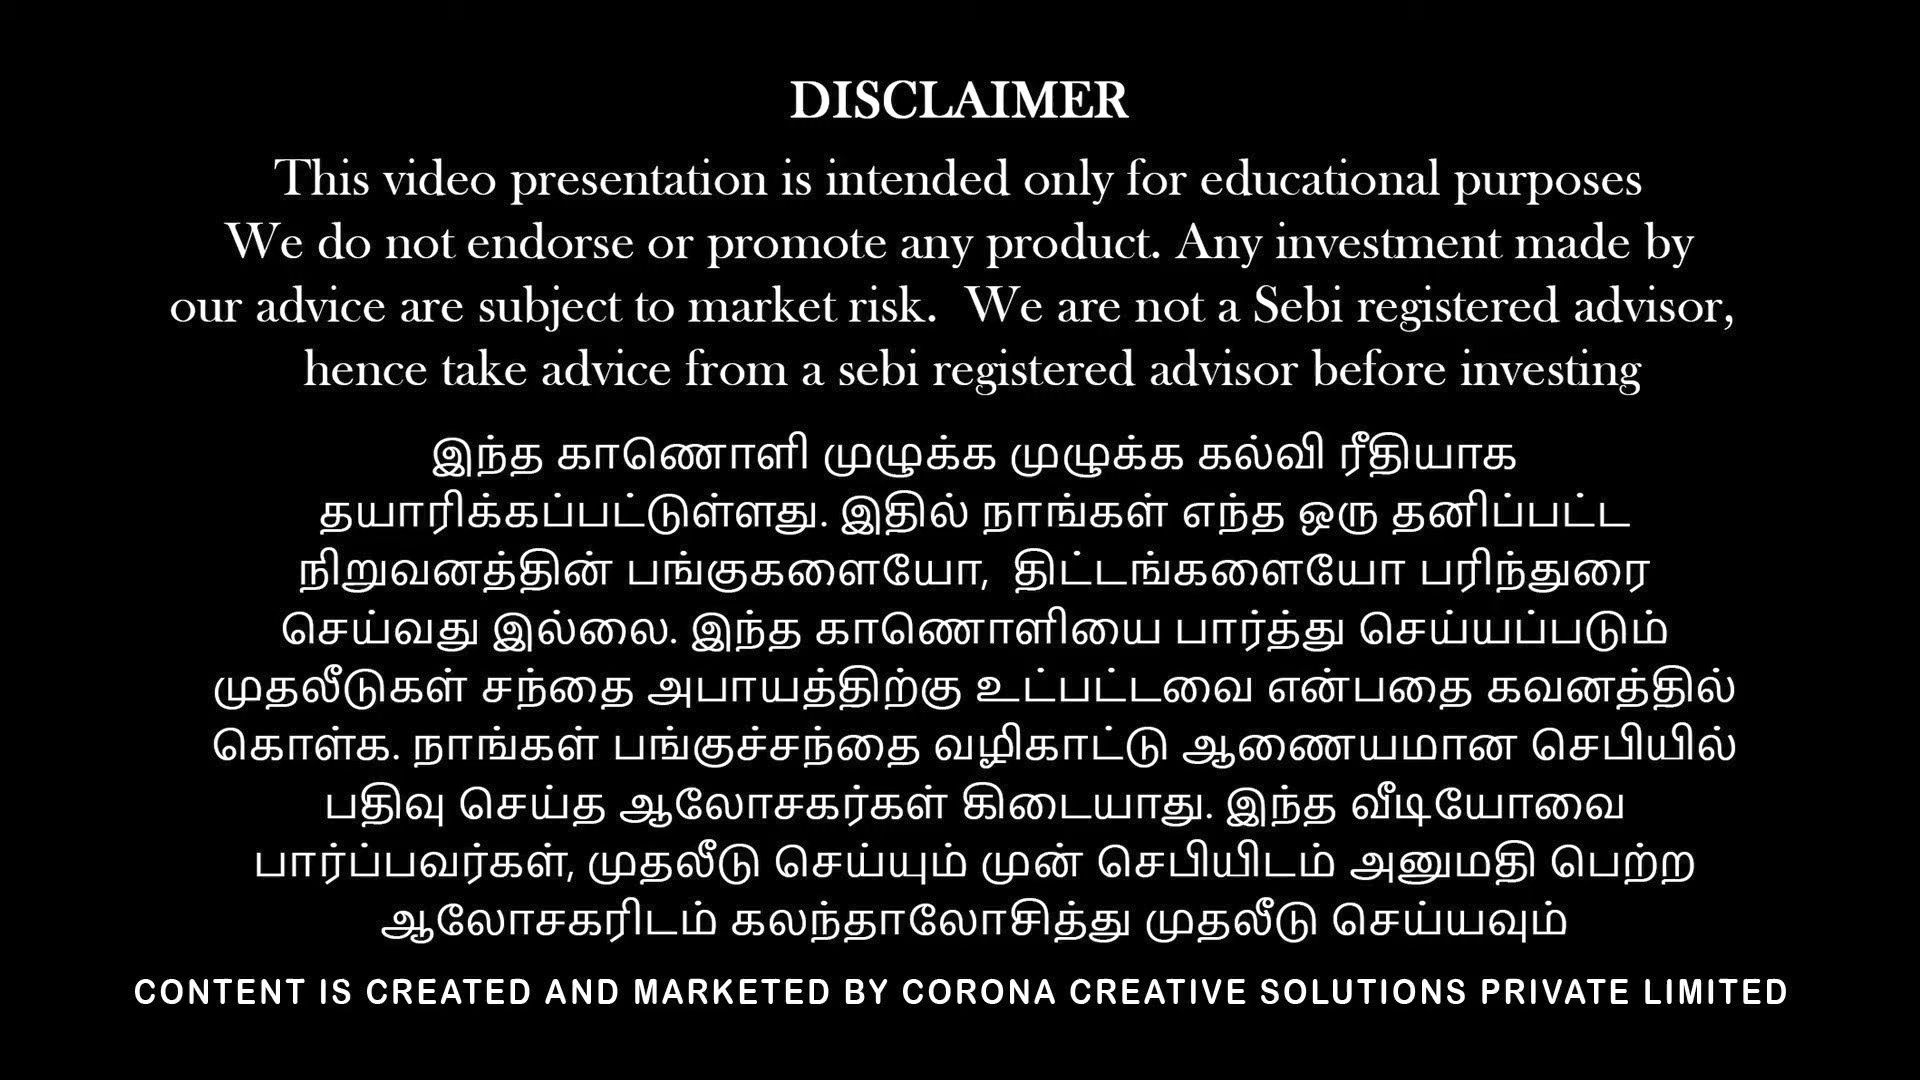 DISCLAIMER
This video presentation is intended only for educational purposes
We do not endorse or promote any product. Any investment made by
our advice are subject to market risk.  We are not a Sebi registered advisor,
hence take advice from a sebi registered advisor before investing
இந்த காணொளி முழுக்க முழுக்க கல்வி ரீதியாக
தயாரிக்கப்பட்டுள்ளது. இதில் நாங்கள் எந்த ஒரு தனிப்பட்ட
நிறுவனத்தின் பங்குகளையோ,  திட்டங்களையோ பரிந்துரை
செய்வது இல்லை. இந்த காணொளியை பார்த்து செய்யப்படும்
முதலீடுகள் சந்தை அபாயத்திற்கு உட்பட்டவை என்பதை கவனத்தில்
கொள்க. நாங்கள் பங்குச்சந்தை வழிகாட்டு ஆணையமான செபியில்
பதிவு செய்த ஆலோசகர்கள் கிடையாது. இந்த வீடியோவை
பார்ப்பவர்கள், முதலீடு செய்யும் முன் செபியிடம் அனுமதி பெற்ற
ஆலோசகரிடம் கலந்தாலோசித்து முதலீடு செய்யவும்
CONTENT IS CREATED AND MARKETED BY CORONA CREATIVE SOLUTIONS PRIVATE LIMITED